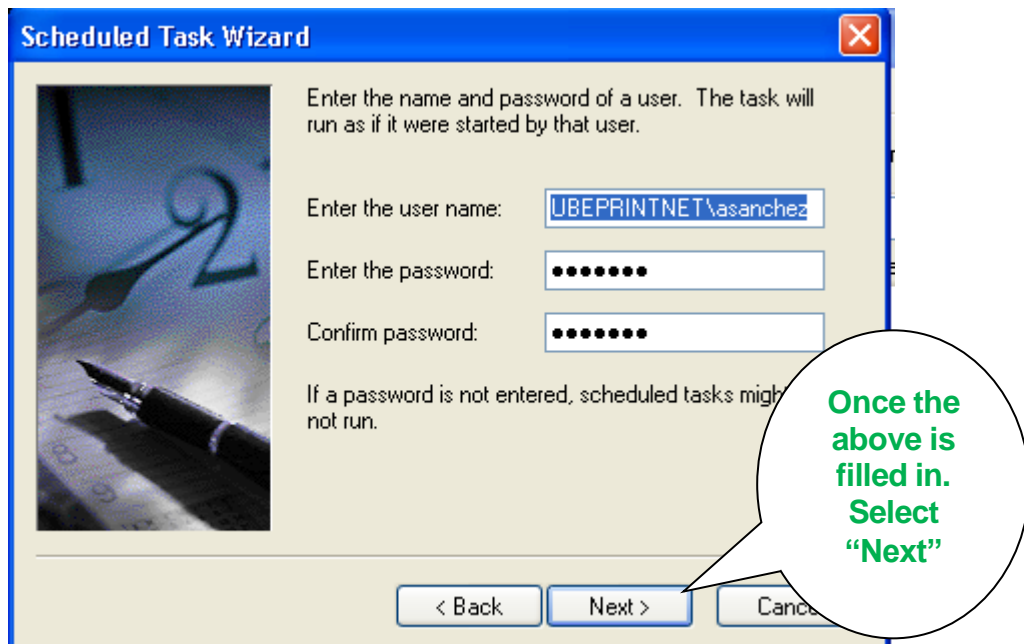 Scheduled Task Wizard
Enter the name and password of a user. The task will
run as if it were started by that user.
Enter the user name: UBEPRINTNET\asanchez
Enter the password: •••••••
Confirm password: •••••••
If a password is not entered, scheduled tasks migh
not run.
Once the
above is
filled in.
Select
“Next”
< Back Next > Cance